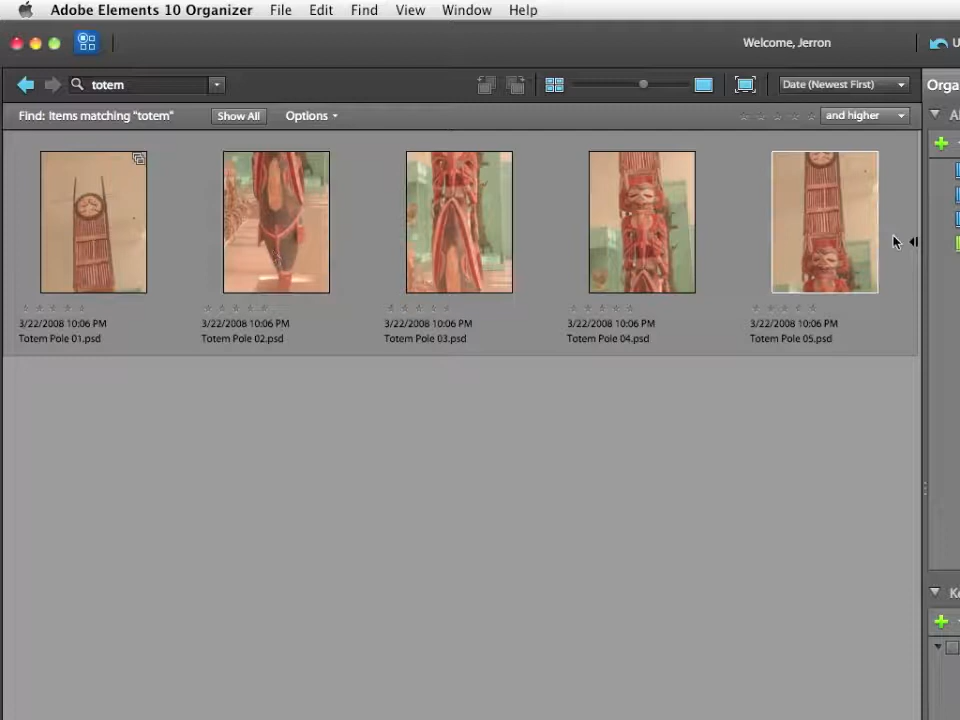 Adobe Elements 10 Organizer File Edit Find View Window Help
Welcome, Jerron
totem
Date (Newest First)
Find: Items matching "totem" Show All Options and higher
3/22/2008 10:06 PM
Totem Pole 01.psd
3/22/2008 10:06 PM
Totem Pole 02.psd
3/22/2008 10:06 PM
Totem Pole 03.psd
3/22/2008 10:06 PM
Totem Pole 04.psd
3/22/2008 10:06 PM
Totem Pole 05.psd